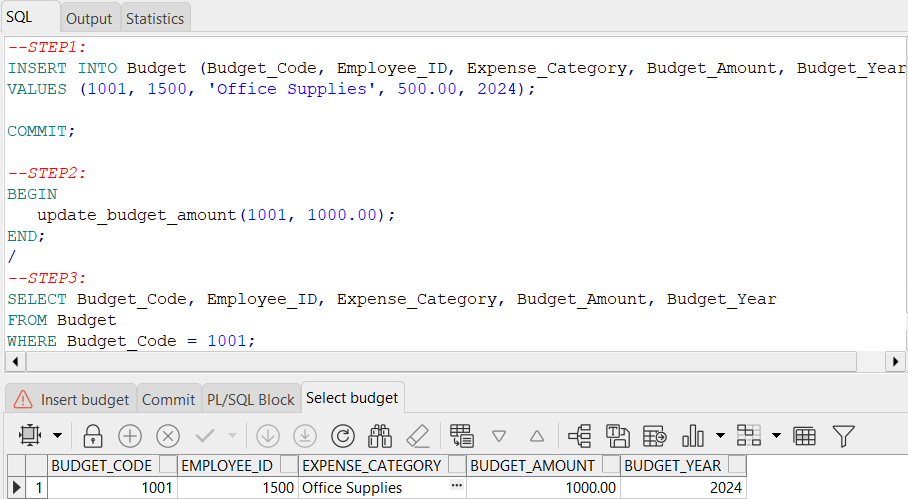 SQL Output Statistics
--STEP1:
INSERT INTO Budget (Budget_Code, Employee_ID, Expense_Category, Budget_Amount, Budget_Year
VALUES (1001, 1500, 'Office Supplies', 500.00, 2024);
COMMIT;
--STEP2:
BEGIN
update_budget_amount(1001, 1000.00);
END;
/
--STEP3:
SELECT Budget_Code, Employee_ID, Expense_Category, Budget_Amount, Budget_Year
FROM Budget
WHERE Budget_Code = 1001;
Insert budget Commit PL/SQL Block Select budget
BUDGET_CODE EMPLOYEE_ID EXPENSE_CATEGORY BUDGET_AMOUNT BUDGET_YEAR
1 1001 1500 Office Supplies ... 1000.00 2024